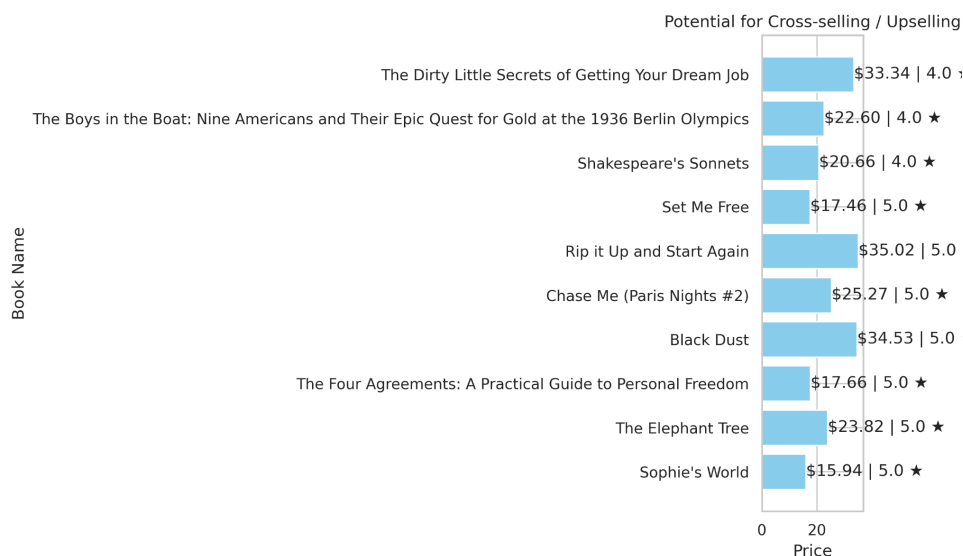 Potential for Cross-selling / Upselling
The Dirty Little Secrets of Getting Your Dream Job $33.34 | 4.0
The Boys in the Boat: Nine Americans and Their Epic Quest for Gold at the 1936 Berlin Olympics $22.60 | 4.0 ★
Shakespeare's Sonnets $20.66 | 4.0 ★
Set Me Free $17.46 | 5.0 ★
Rip it Up and Start Again $35.02 | 5.0
Chase Me (Paris Nights #2) $25.27 | 5.0 ★
Black Dust $34.53 | 5.0
The Four Agreements: A Practical Guide to Personal Freedom $17.66 | 5.0 ★
The Elephant Tree $23.82 | 5.0 ★
Sophie's World $15.94 | 5.0 ★
Book Name
0 20
Price